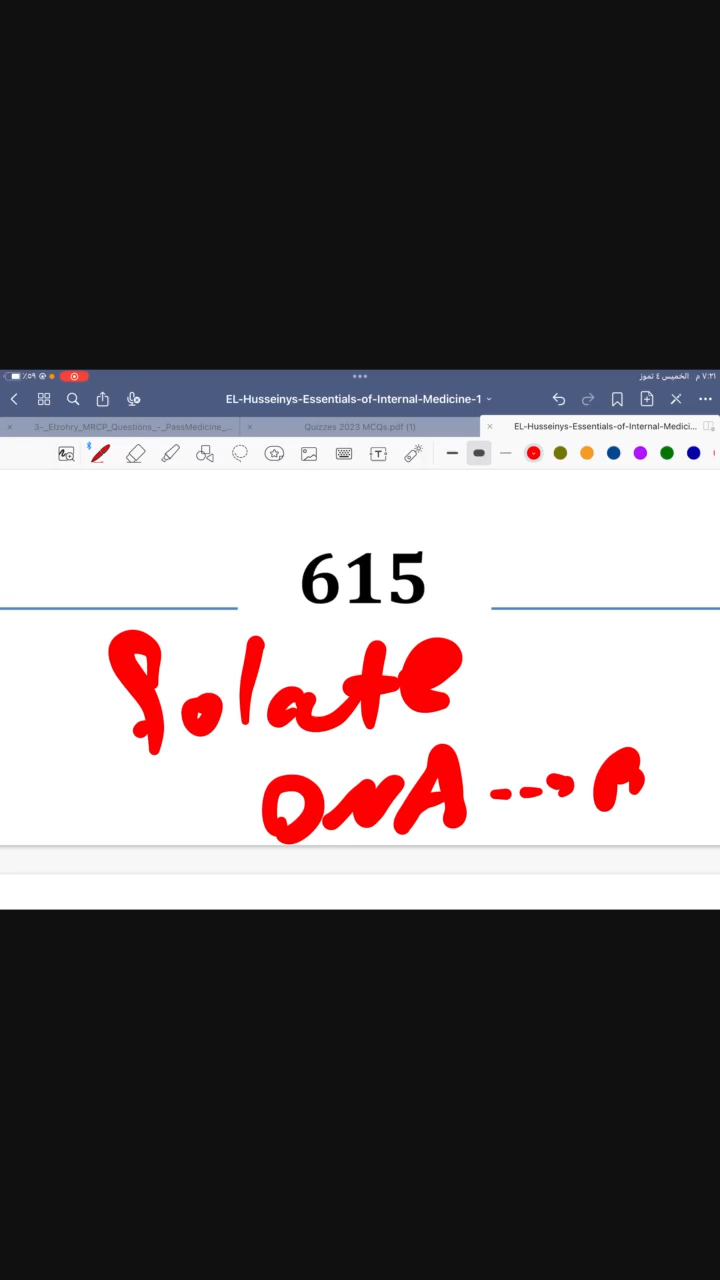 ٪٥٩
٧:٢١ م الخميس ٤ تموز
EL-Husseinys-Essentials-of-Internal-Medicine-1
3-_Elzohry_MRCP_Questions_-_PassMedicine_...
Quizzes 2023 MCQs.pdf (1)
EL-Husseinys-Essentials-of-Internal-Medici...
T
615
folate
DNA